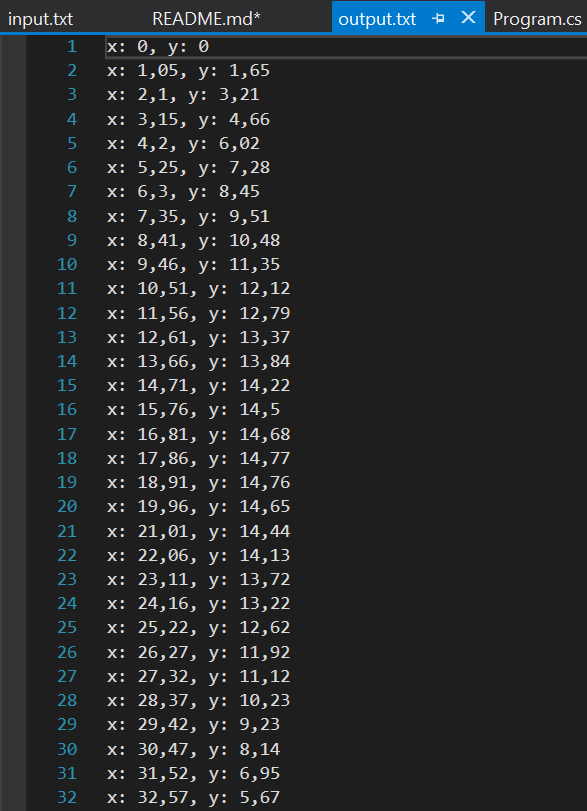 input.txt README.md* output.txt Program.cs
1 x: 0, y: 0
2 x: 1,05, y: 1,65
3 x: 2,1, y: 3,21
4 x: 3,15, y: 4,66
5 x: 4,2, y: 6,02
6 x: 5,25, y: 7,28
7 x: 6,3, y: 8,45
8 x: 7,35, y: 9,51
9 x: 8,41, y: 10,48
10 x: 9,46, y: 11,35
11 x: 10,51, y: 12,12
12 x: 11,56, y: 12,79
13 x: 12,61, y: 13,37
14 x: 13,66, y: 13,84
15 x: 14,71, y: 14,22
16 x: 15,76, y: 14,5
17 x: 16,81, y: 14,68
18 x: 17,86, y: 14,77
19 x: 18,91, y: 14,76
20 x: 19,96, y: 14,65
21 x: 21,01, y: 14,44
22 x: 22,06, y: 14,13
23 x: 23,11, y: 13,72
24 x: 24,16, y: 13,22
25 x: 25,22, y: 12,62
26 x: 26,27, y: 11,92
27 x: 27,32, y: 11,12
28 x: 28,37, y: 10,23
29 x: 29,42, y: 9,23
30 x: 30,47, y: 8,14
31 x: 31,52, y: 6,95
32 x: 32,57, y: 5,67